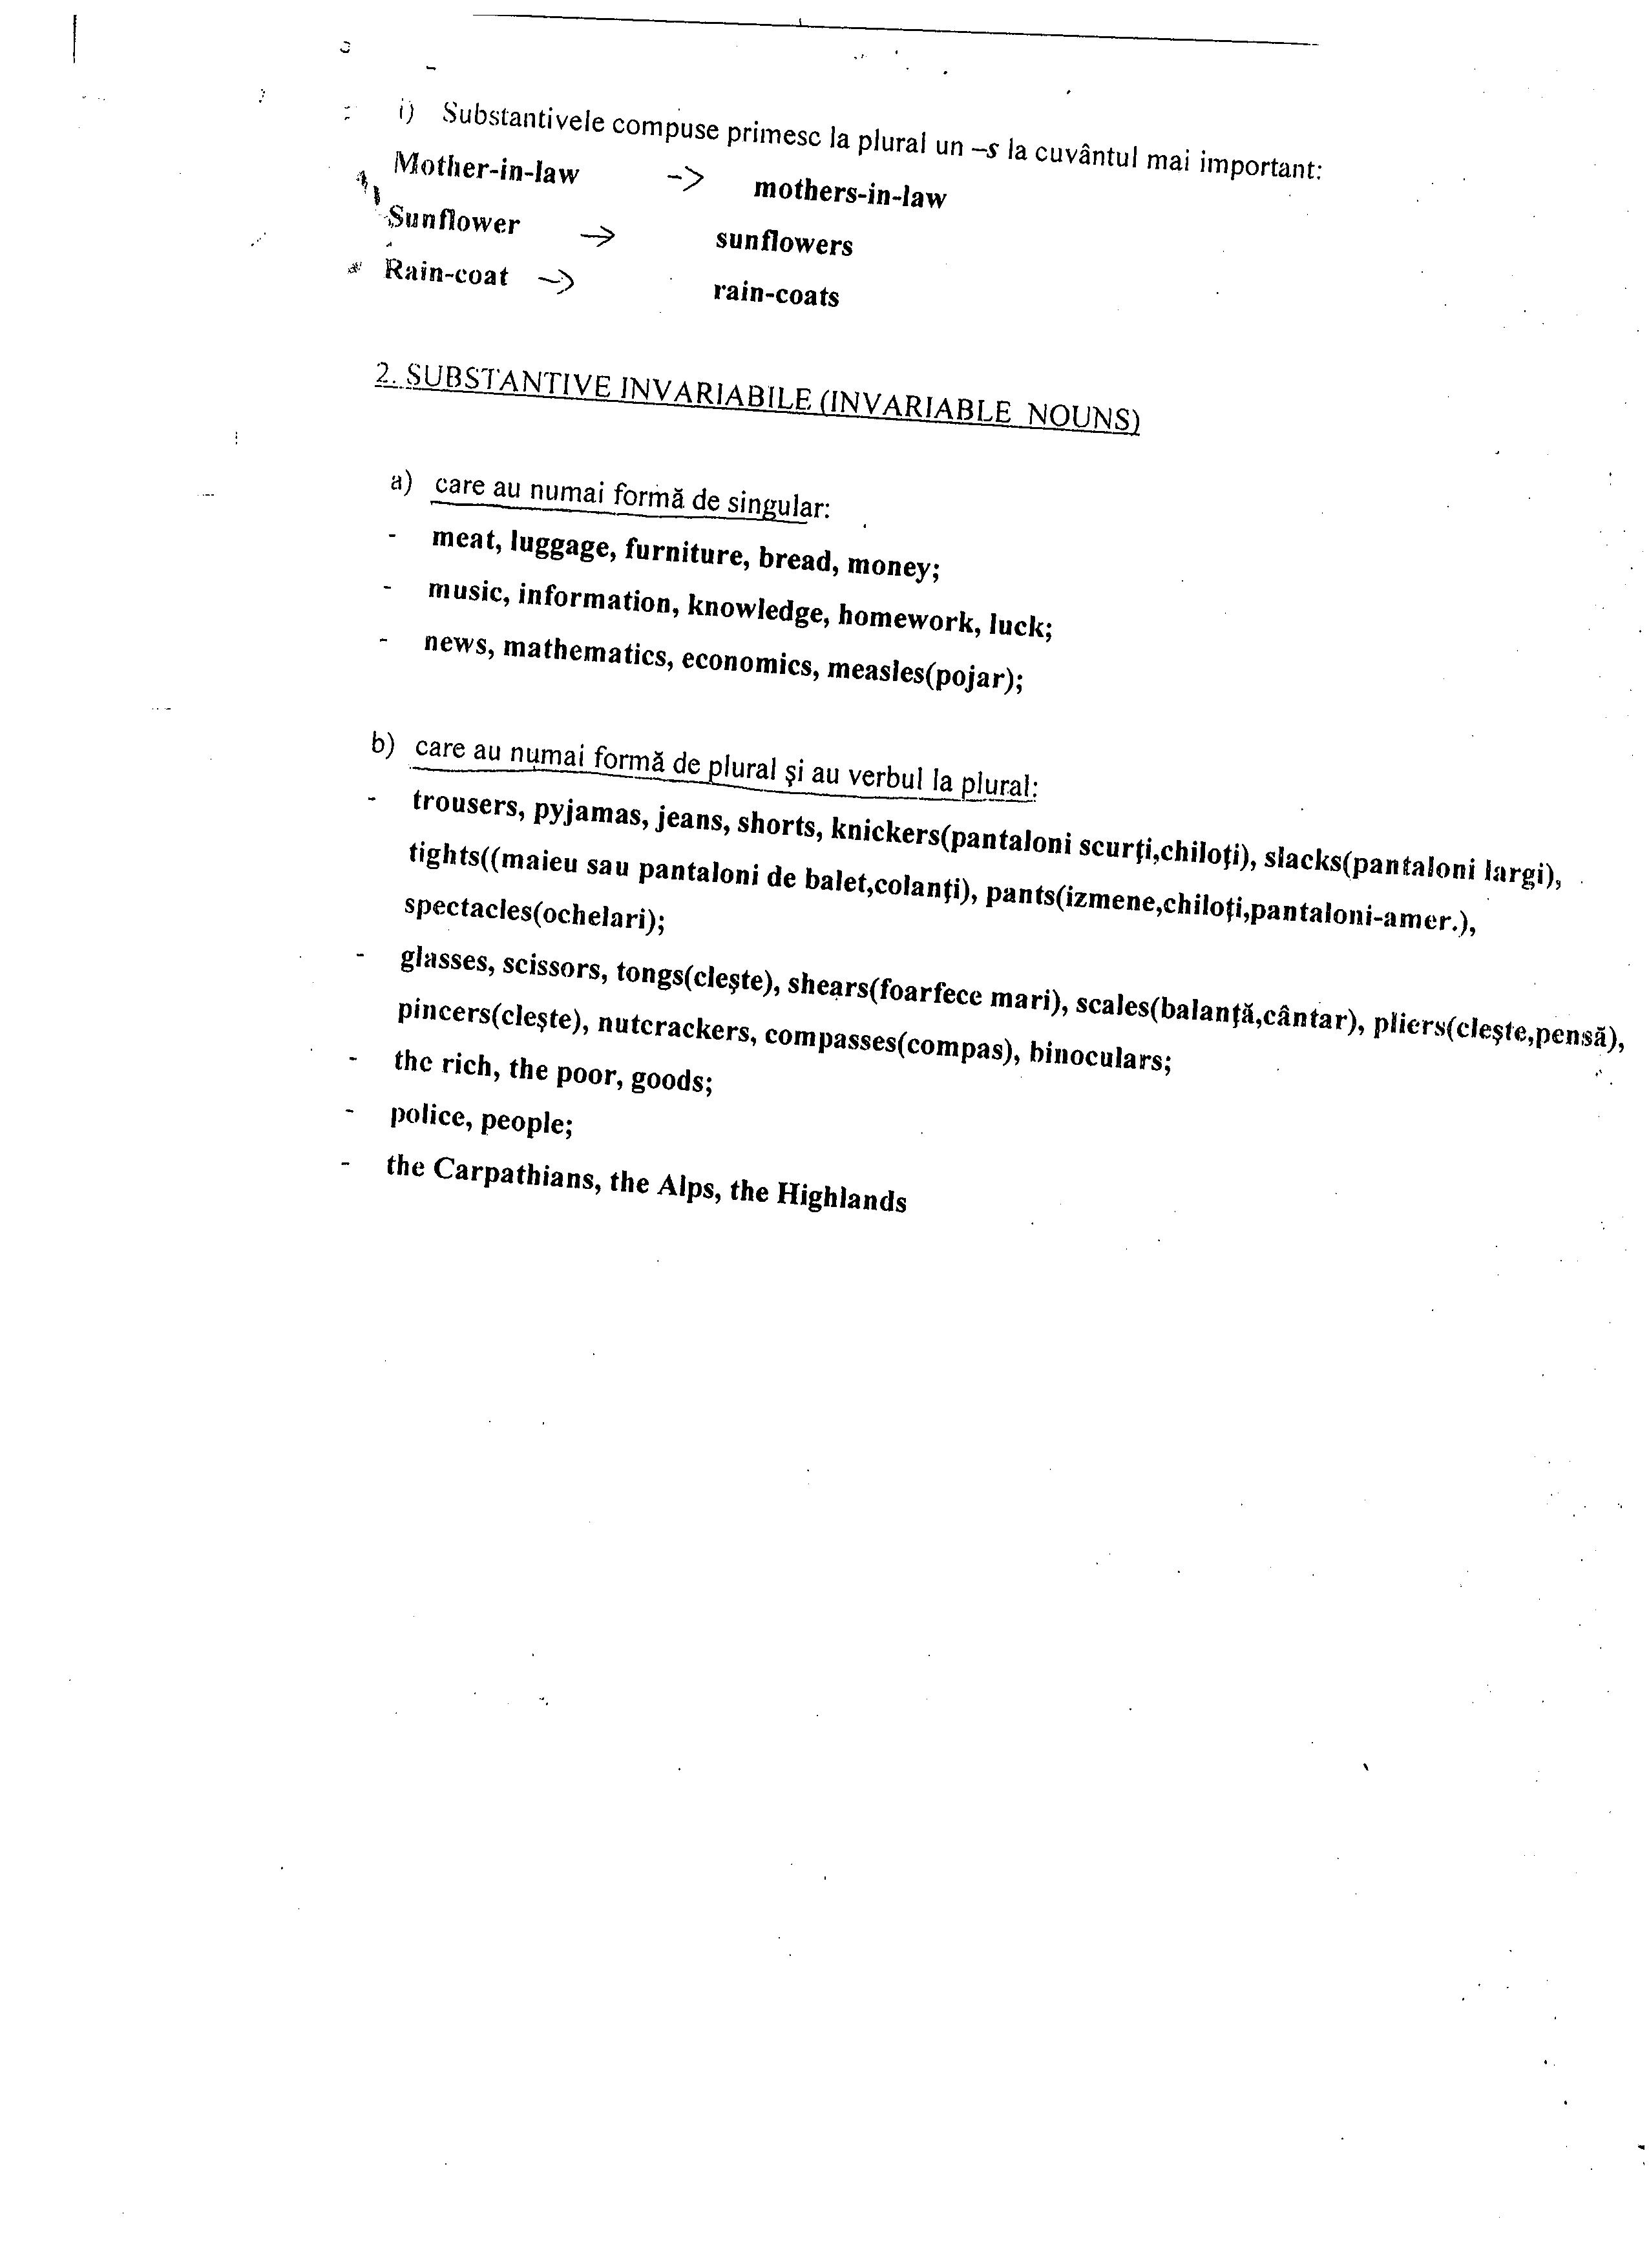 i) Substantivele compuse primesc la plural un –s la cuvântul mai important:
Mother-in-law -> mothers-in-law
Sunflower -> sunflowers
Rain-coat -> rain-coats
2. SUBSTANTIVE INVARIABILE (INVARIABLE NOUNS)
a) care au numai formă de singular:
- meat, luggage, furniture, bread, money;
- music, information, knowledge, homework, luck;
- news, mathematics, economics, measles(pojar);
b) care au numai formă de plural şi au verbul la plural:
- trousers, pyjamas, jeans, shorts, knickers(pantaloni scurţi,chiloţi), slacks(pantaloni largi),
tights((maieu sau pantaloni de balet,colanţi), pants(izmene,chiloţi,pantaloni-amer.),
spectacles(ochelari);
- glasses, scissors, tongs(cleşte), shears(foarfece mari), scales(balanţă,cântar), pliers(cleşte,pensă),
pincers(cleşte), nutcrackers, compasses(compas), binoculars;
- the rich, the poor, goods;
- police, people;
- the Carpathians, the Alps, the Highlands